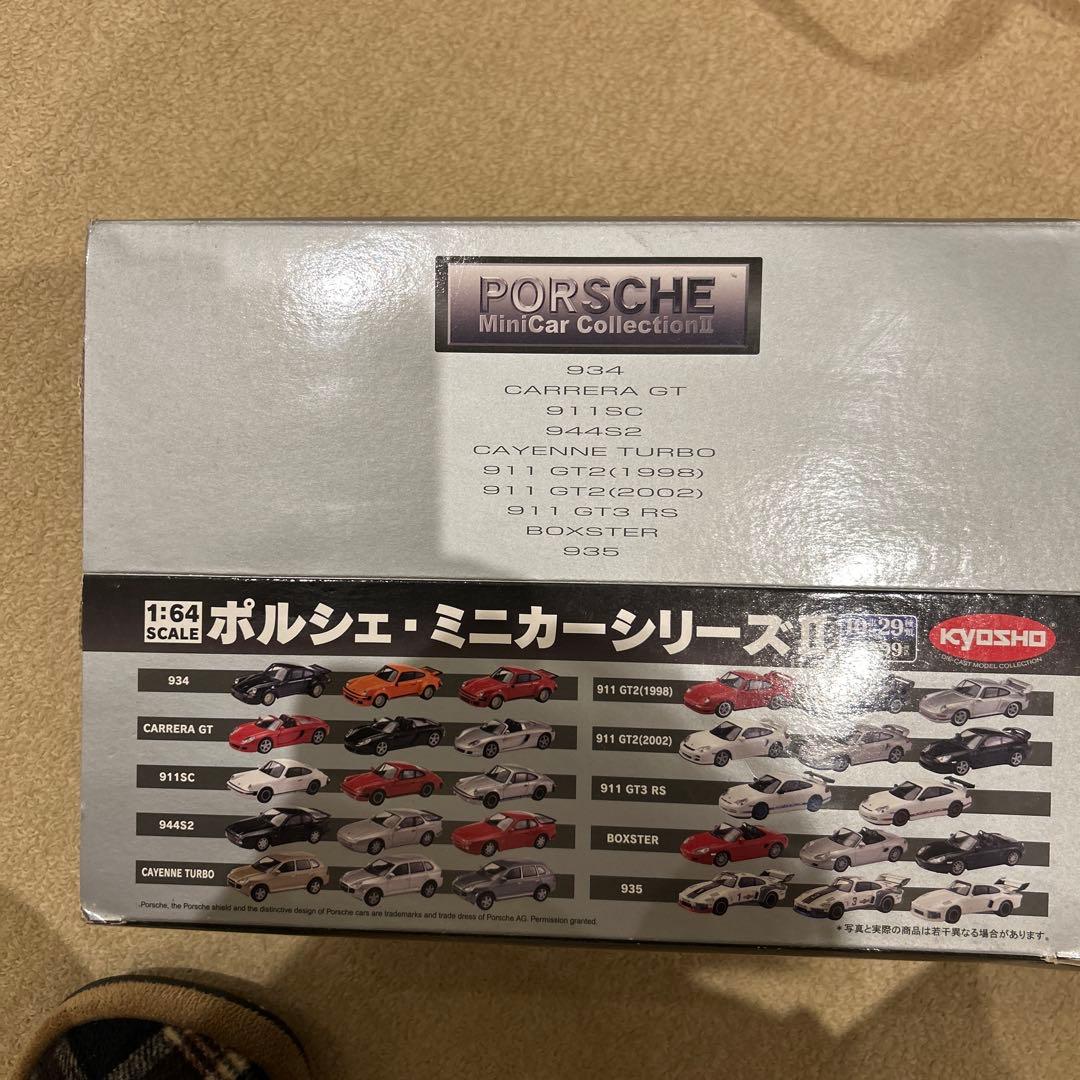 PORSCHE
MiniCar CollectionⅡ
934
CARRERA GT
911SC
944S2
CAYENNE TURBO
911 GT2(1998)
911 GT2(2002)
911 GT3 RS
BOXSTER
935
1:64
SCALE
ポルシェ・ミニカーシリーズⅡ
29
KYOSHO
DIE-CAST MODEL COLLECTION
934
CARRERA GT
911SC
944S2
CAYENNE TURBO
911 GT2(1998)
911 GT2(2002)
911 GT3 RS
BOXSTER
935
.Porsche, the Porsche shield and the distinctive design of Porsche cars are trademarks and trade dress of Porsche AG. Permission granted.
*写真と実際の商品は若干異なる場合があります。